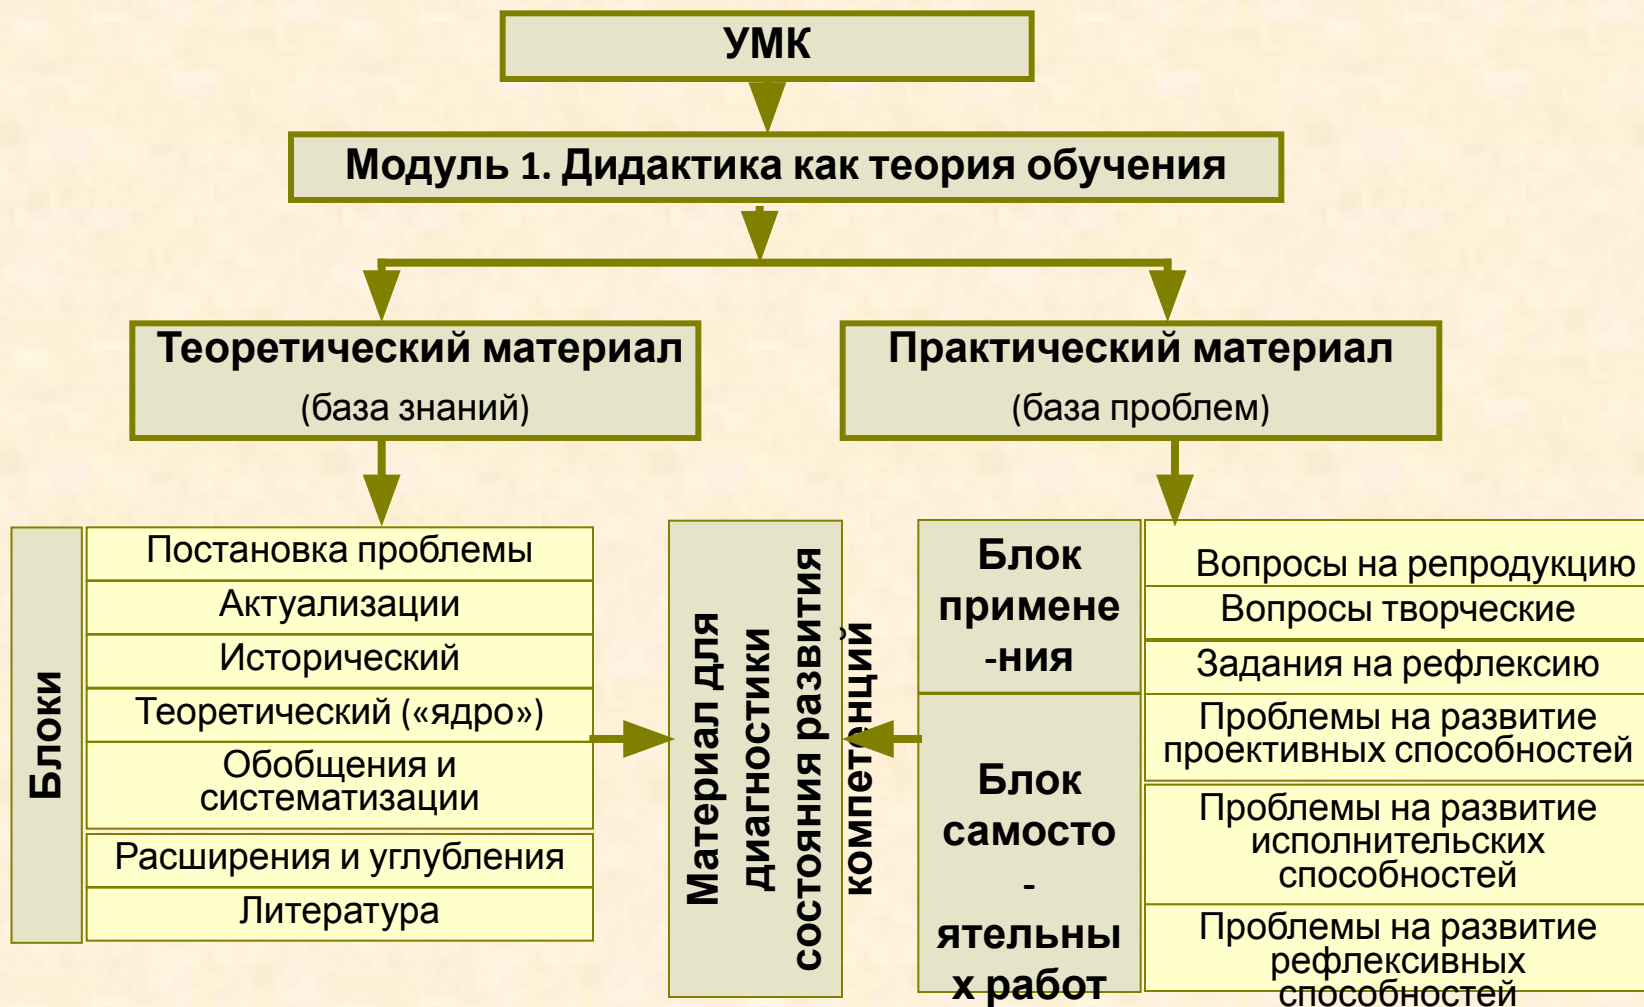 УМК
Модуль 1. Дидактика как теория обучения
Теоретический материал
(база знаний)
Практический материал
(база проблем)
Блоки
Постановка проблемы
Актуализации
Исторический
Теоретический («ядро»)
Обобщения и
систематизации
Расширения и углубления
Литература
Материал для
диагностики
состояния развития
компетенций
Блок
примене
-ния
Блок
самосто
-
ятельны
х работ
Вопросы на репродукцию
Вопросы творческие
Задания на рефлексию
Проблемы на развитие
проективных способностей
Проблемы на развитие
исполнительских
способностей
Проблемы на развитие
рефлексивных
способностей